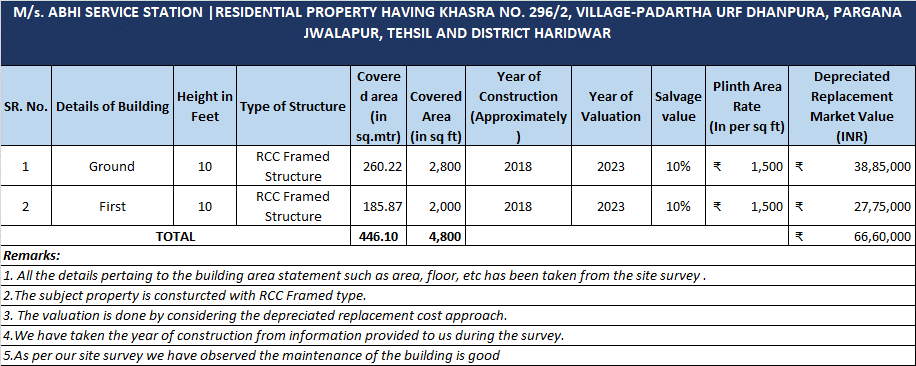 M/s. ABHI SERVICE STATION |RESIDENTIAL PROPERTY HAVING KHASRA NO. 296/2, VILLAGE-PADARTHA URF DHANPURA, PARGANA
JWALAPUR, TEHSIL AND DISTRICT HARIDWAR
SR. No. Details of Building Height in Feet Type of Structure Covere d area (in sq.mtr) Covered Area (in sq ft) Year of Construction (Approximately ) Year of Valuation Salvage value Plinth Area Rate (In per sq ft) Depreciated Replacement Market Value (INR)
1 Ground 10 RCC Framed Structure 260.22 2,800 2018 2023 10% ₹ 1,500 ₹ 38,85,000
2 First 10 RCC Framed Structure 185.87 2,000 2018 2023 10% ₹ 1,500 ₹ 27,75,000
TOTAL 446.10 4,800 ₹ 66,60,000
Remarks:
1. All the details pertaing to the building area statement such as area, floor, etc has been taken from the site survey .
2.The subject property is consturcted with RCC Framed type.
3. The valuation is done by considering the depreciated replacement cost approach.
4.We have taken the year of construction from information provided to us during the survey.
5.As per our site survey we have observed the maintenance of the building is good